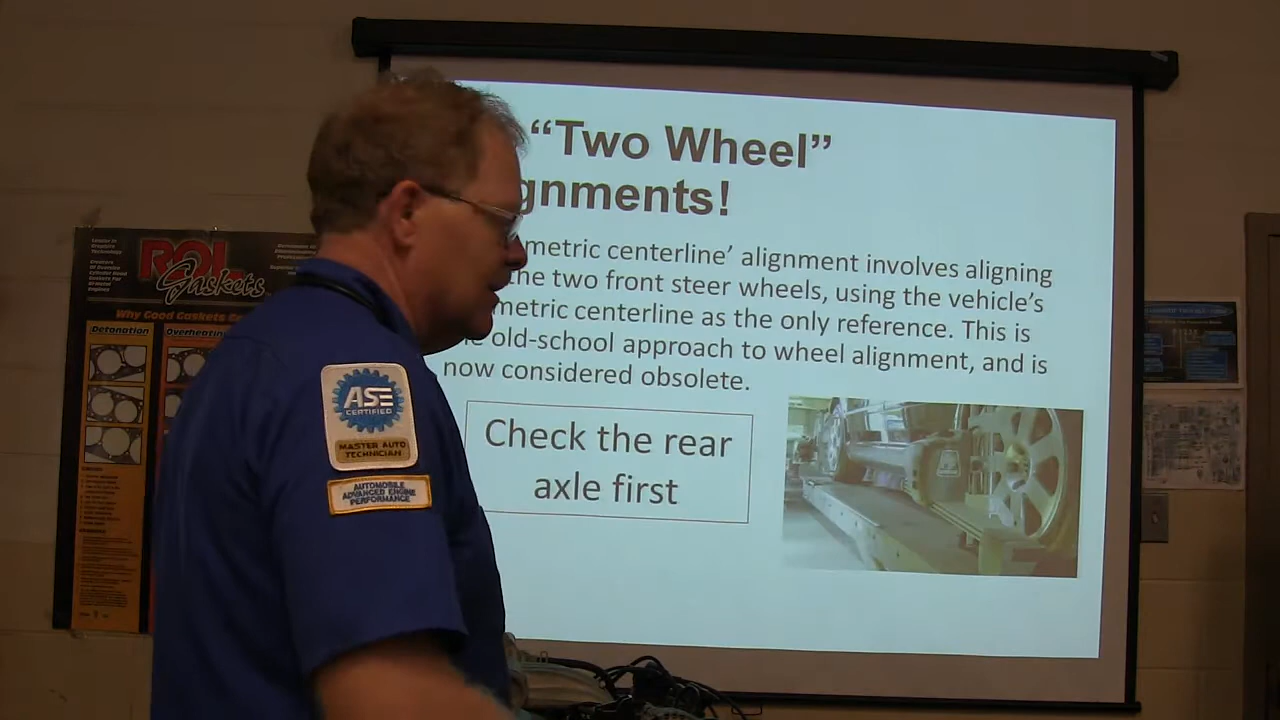 “Two Wheel”
gnments!
metric centerline’ alignment involves aligning
the two front steer wheels, using the vehicle’s
metric centerline as the only reference. This is
old-school approach to wheel alignment, and is
now considered obsolete.
Check the rear
axle first
ROL
Gaskets
Why Good Gaskets
Detonation
Overheatin
ASE
CERTIFIED
MASTER AUTO
TECHNICIAN
AUTOMOBILE
ADVANCED ENGINE
PERFORMANCE